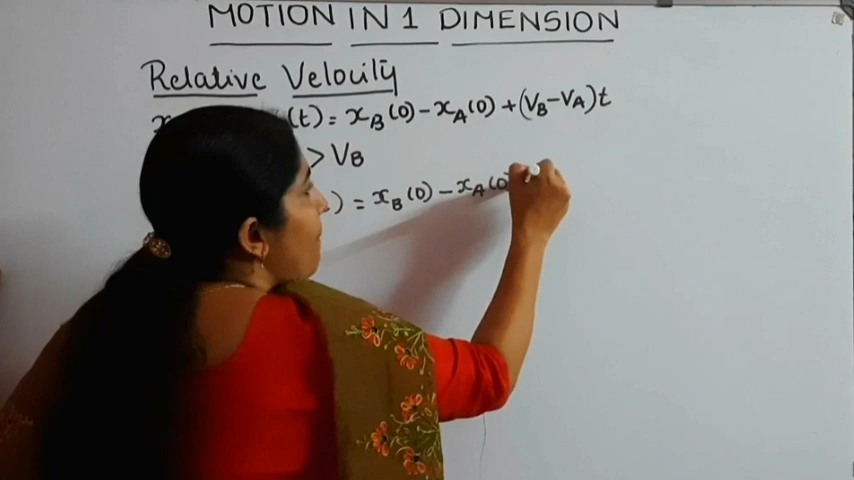 MOTION IN 1 DIMENSION
Relative Velocity
(t) = x_B(0) - x_A(0) + (V_B - V_A)t
> V_B
) = x_B(0) - x_A(0